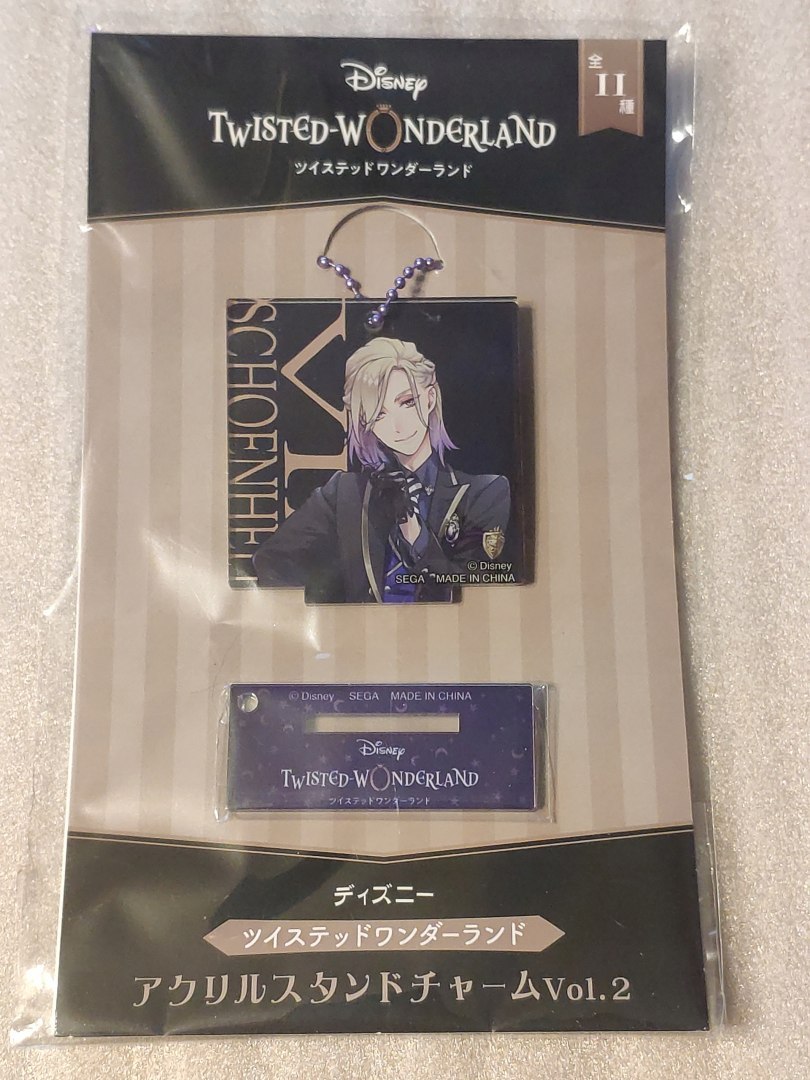 Disney
全
11
種
TWISTED-WONDERLAND
ツイステッドワンダーランド
VI
SCHOENHEI
© Disney
SEGA MADE IN CHINA
© Disney SEGA MADE IN CHINA
Disney
TWISTED-WONDERLAND
ツイステッドワンダーランド
ディズニー
ツイステッドワンダーランド
アクリルスタンドチャームVol.2